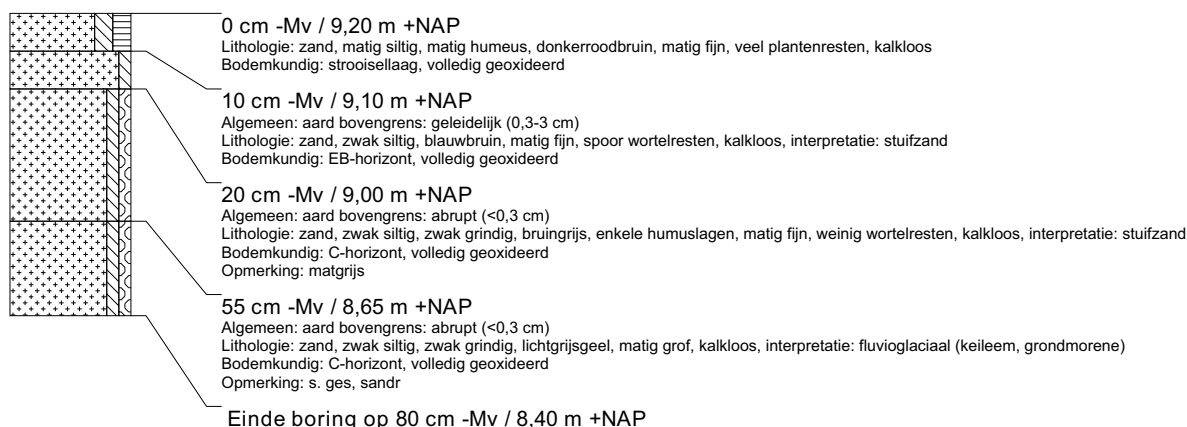 0 cm -Mv / 9,20 m +NAP
Lithologie: zand, matig siltig, matig humeus, donkerroodbruin, matig fijn, veel plantenresten, kalkloos
Bodemkundig: strooisellaag, volledig geoxideerd
10 cm -Mv / 9,10 m +NAP
Algemeen: aard bovengrens: geleidelijk (0,3-3 cm)
Lithologie: zand, zwak siltig, blauwbruin, matig fijn, spoor wortelresten, kalkloos, interpretatie: stuifzand
Bodemkundig: EB-horizont, volledig geoxideerd
20 cm -Mv / 9,00 m +NAP
Algemeen: aard bovengrens: abrupt (<0,3 cm)
Lithologie: zand, zwak siltig, zwak grindig, bruingrijs, enkele humuslagen, matig fijn, weinig wortelresten, kalkloos, interpretatie: stuifzand
Bodemkundig: C-horizont, volledig geoxideerd
Opmerking: matgrijs
55 cm -Mv / 8,65 m +NAP
Algemeen: aard bovengrens: abrupt (<0,3 cm)
Lithologie: zand, zwak siltig, zwak grindig, lichtgrijsgeel, matig grof, kalkloos, interpretatie: fluvioglaciaal (keileem, grondmorene)
Bodemkundig: C-horizont, volledig geoxideerd
Opmerking: s. ges, sandr
Einde boring op 80 cm -Mv / 8,40 m +NAP